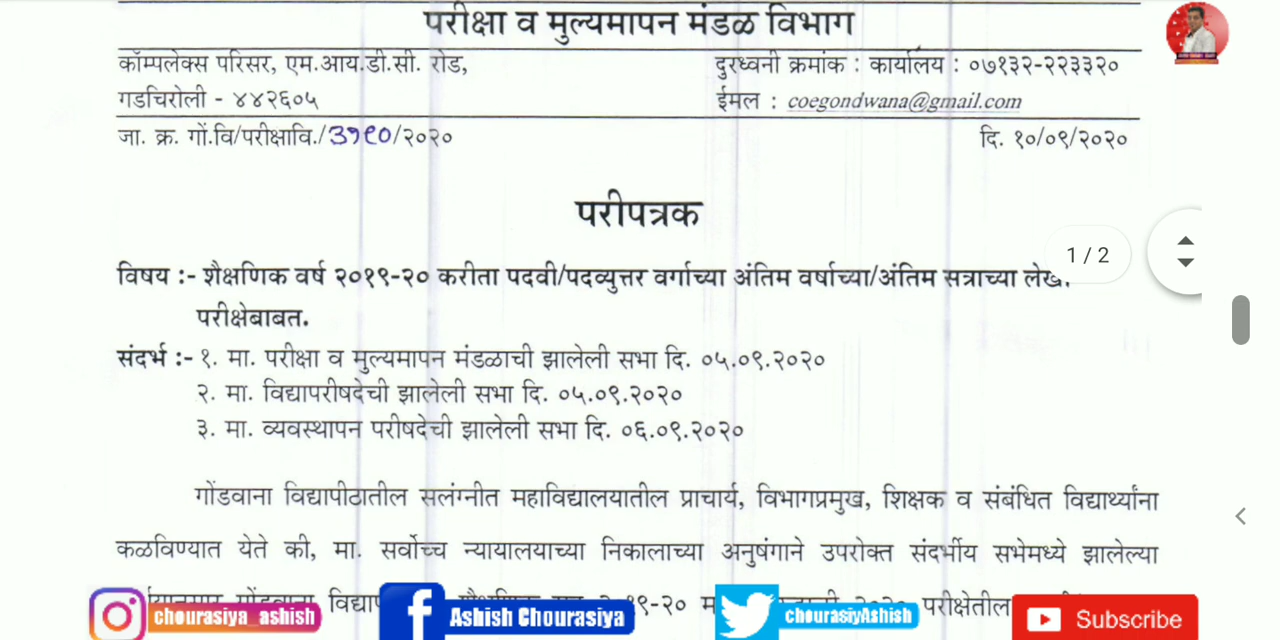 परीक्षा व मुल्यमापन मंडळ विभाग
कॉम्पलेक्स परिसर, एम.आय.डी.सी. रोड,
दुरध्वनी क्रमांक : कार्यालय : ०७१३२-२२३३२०
गडचिरोली - ४४२६०५
ईमल : coegondwana@gmail.com
जा. क्र. गों.वि/परीक्षावि./३१९०/२०२०
दि. १०/०९/२०२०
परीपत्रक
1 / 2
विषय :- शैक्षणिक वर्ष २०१९-२० करीता पदवी/पदव्युत्तर वर्गाच्या अंतिम वर्षाच्या/अंतिम सत्राच्या
परीक्षेबाबत.
संदर्भ :- १. मा. परीक्षा व मुल्यमापन मंडळाची झालेली सभा दि. ०५.०९.२०२०
२. मा. विद्यापरीषदेची झालेली सभा दि. ०५.०९.२०२०
३. मा. व्यवस्थापन परीषदेची झालेली सभा दि. ०६.०९.२०२०
गोंडवाना विद्यापीठातील सलंग्नीत महाविद्यालयातील प्राचार्य, विभागप्रमुख, शिक्षक व संबंधित विद्यार्थ्यांना
कळविण्यात येते की, मा. सर्वोच्च न्यायालयाच्या निकालाच्या अनुषंगाने उपरोक्त संदर्भीय सभेमध्ये झालेल्या
परीक्षेतील
chourasiya_ashish
Ashish Chourasiya
chourasiyAshish
Subscribe